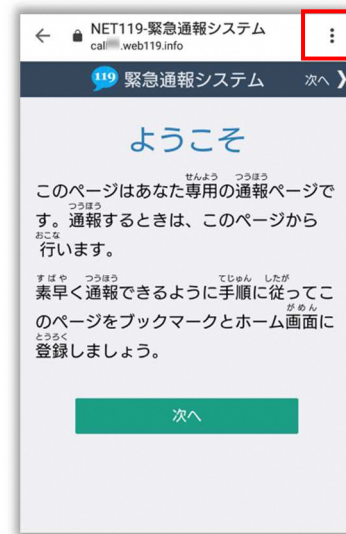 NET119-緊急通報システム
cal .web119.info
119 緊急通報システム 次へ ❯
ようこそ
せんよう つうほう
このページはあなた専用の通報ページで
つうほう
す。通報するときは、このページから
おこな
行います。
すばや つうほう てじゅん したが
素早く通報できるように手順に従ってこ
がめん
のページをブックマークとホーム画面に
とうろく
登録しましょう。
次へ